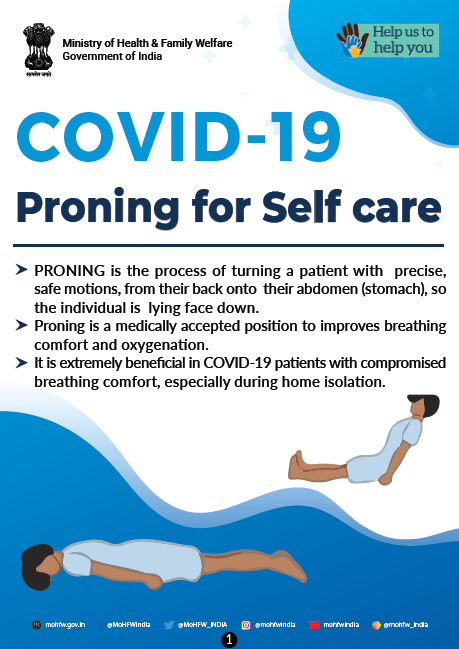 Ministry of Health & Family Welfare
Government of India
सत्यमेव जयते
Help us to
help you
COVID-19
Proning for Self care
PRONING is the process of turning a patient with precise,
safe motions, from their back onto their abdomen (stomach), so
the individual is lying face down.
Proning is a medically accepted position to improves breathing
comfort and oxygenation.
It is extremely beneficial in COVID-19 patients with compromised
breathing comfort, especially during home isolation.
mohfw.gov.in @MoHFWIndia @MoHFW_INDIA @mohfwindia mohfwindia @mohfw_india
1